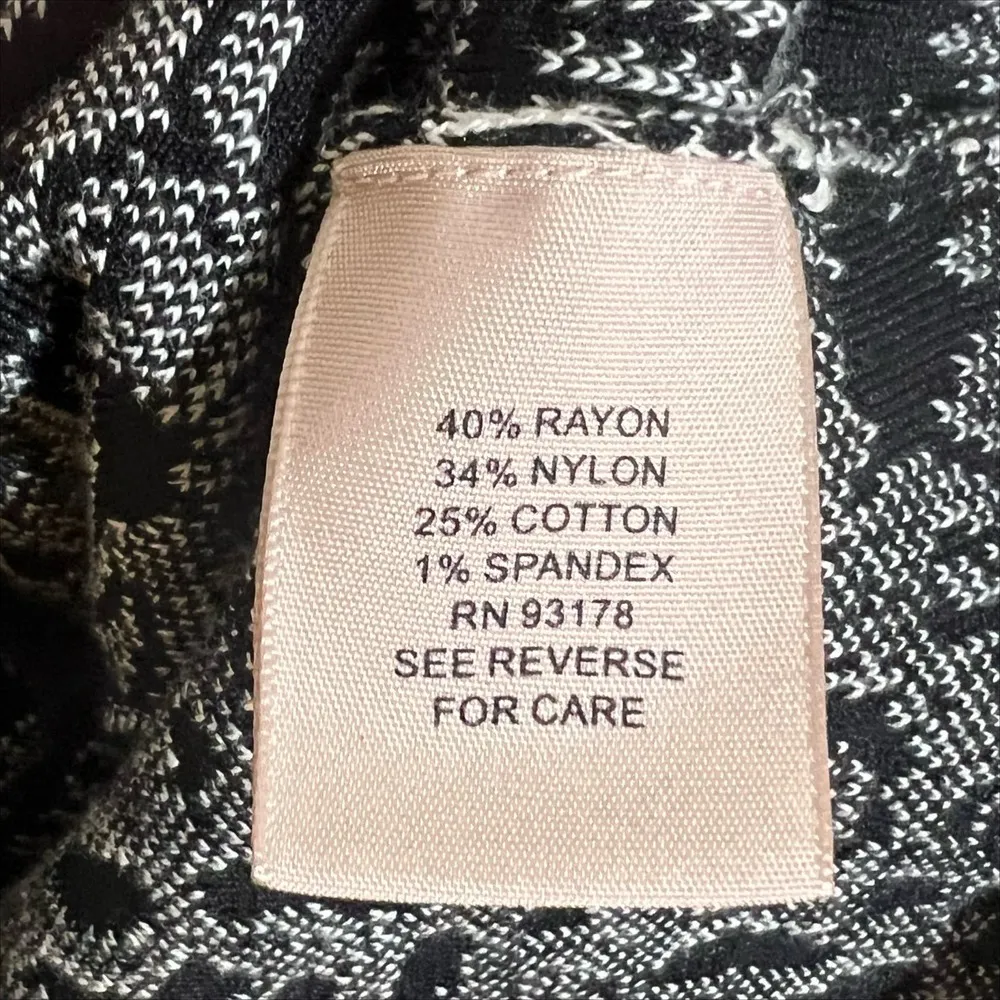 40% RAYON
34% NYLON
25% COTTON
1% SPANDEX
RN 93178
SEE REVERSE
FOR CARE